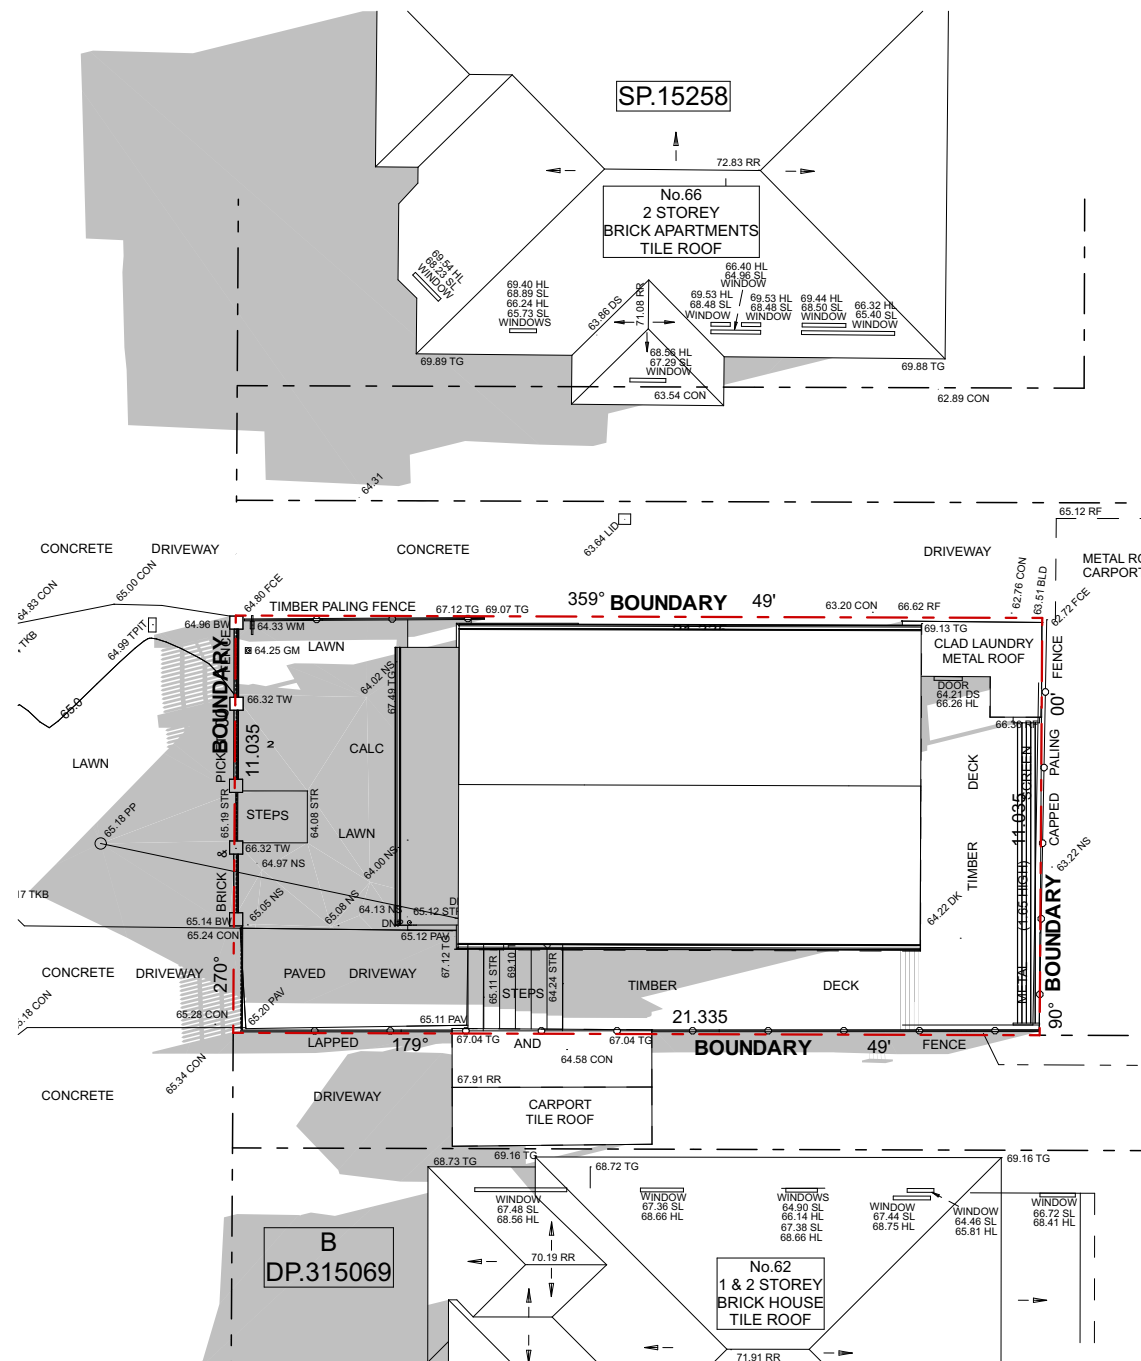 SP.15258
72.83 RR
No.66
2 STOREY
BRICK APARTMENTS
TILE ROOF
69.54 HL
68.23 SL
WINDOW
69.40 HL
68.89 SL
66.24 HL
65.73 SL
WINDOWS
63.86 DS
71.08 RR
66.40 HL
64.96 SL
WINDOW
69.53 HL
68.48 SL
WINDOW
69.53 HL
68.48 SL
WINDOW
69.44 HL
68.50 SL
WINDOW
66.32 HL
65.40 SL
WINDOW
68.56 HL
67.29 SL
WINDOW
69.89 TG
69.88 TG
63.54 CON
62.89 CON
64.31
63.64 LID
65.12 RF
CONCRETE
DRIVEWAY
CONCRETE
DRIVEWAY
CARPORT
64.83 CON
65.00 CON
64.80 FCE
62.76 CON
63.51 BLD
62.72 FCE
TIMBER PALING FENCE
67.12 TG
69.07 TG
359°
BOUNDARY
49'
63.20 CON
66.62 RF
69.13 TG
TKB
64.99 TPIT
64.96 BW
64.33 WM
64.25 GM
LAWN
64.02 NS
67.49 TG
CLAD LAUNDRY
METAL ROOF
DOOR
64.21 DS
66.26 HL
66.36 RF
65.0
LAWN
BOUNDARY
11.035
FENCE
PICKET
&
BRICK
66.32 TW
2
CALC
STEPS
65.19 STR
64.08 STR
LAWN
66.32 TW
64.97 NS
64.00 NS
65.18 PP
65.14 BW
65.24 CON
65.05 NS
65.08 NS
64.13 NS
65.12 STR
65.12 PAV
67.12 TG
DECK
TIMBER
64.22 DK
SCREEN
(1.65 HIGH)
METAL
11.035
FENCE
PALING
CAPPED
00'
63.22 NS
BOUNDARY
90°
TKB
CONCRETE
DRIVEWAY
270°
PAVED
DRIVEWAY
65.11 STR
69.10
STEPS
64.24 STR
TIMBER
DECK
65.18 CON
65.28 CON
65.20 PAV
65.11 PAV
21.335
LAPPED
179°
67.04 TG
AND
67.04 TG
BOUNDARY
49'
FENCE
65.34 CON
64.58 CON
CONCRETE
DRIVEWAY
67.91 RR
CARPORT
TILE ROOF
68.73 TG
69.16 TG
68.72 TG
69.16 TG
WINDOW
67.48 SL
68.56 HL
WINDOW
67.36 SL
68.66 HL
WINDOWS
64.90 SL
66.14 HL
67.38 SL
68.66 HL
WINDOW
67.44 SL
68.75 HL
WINDOW
64.46 SL
65.81 HL
WINDOW
66.72 SL
68.41 HL
B
DP.315069
70.19 RR
No.62
1 & 2 STOREY
BRICK HOUSE
TILE ROOF
71.91 RR